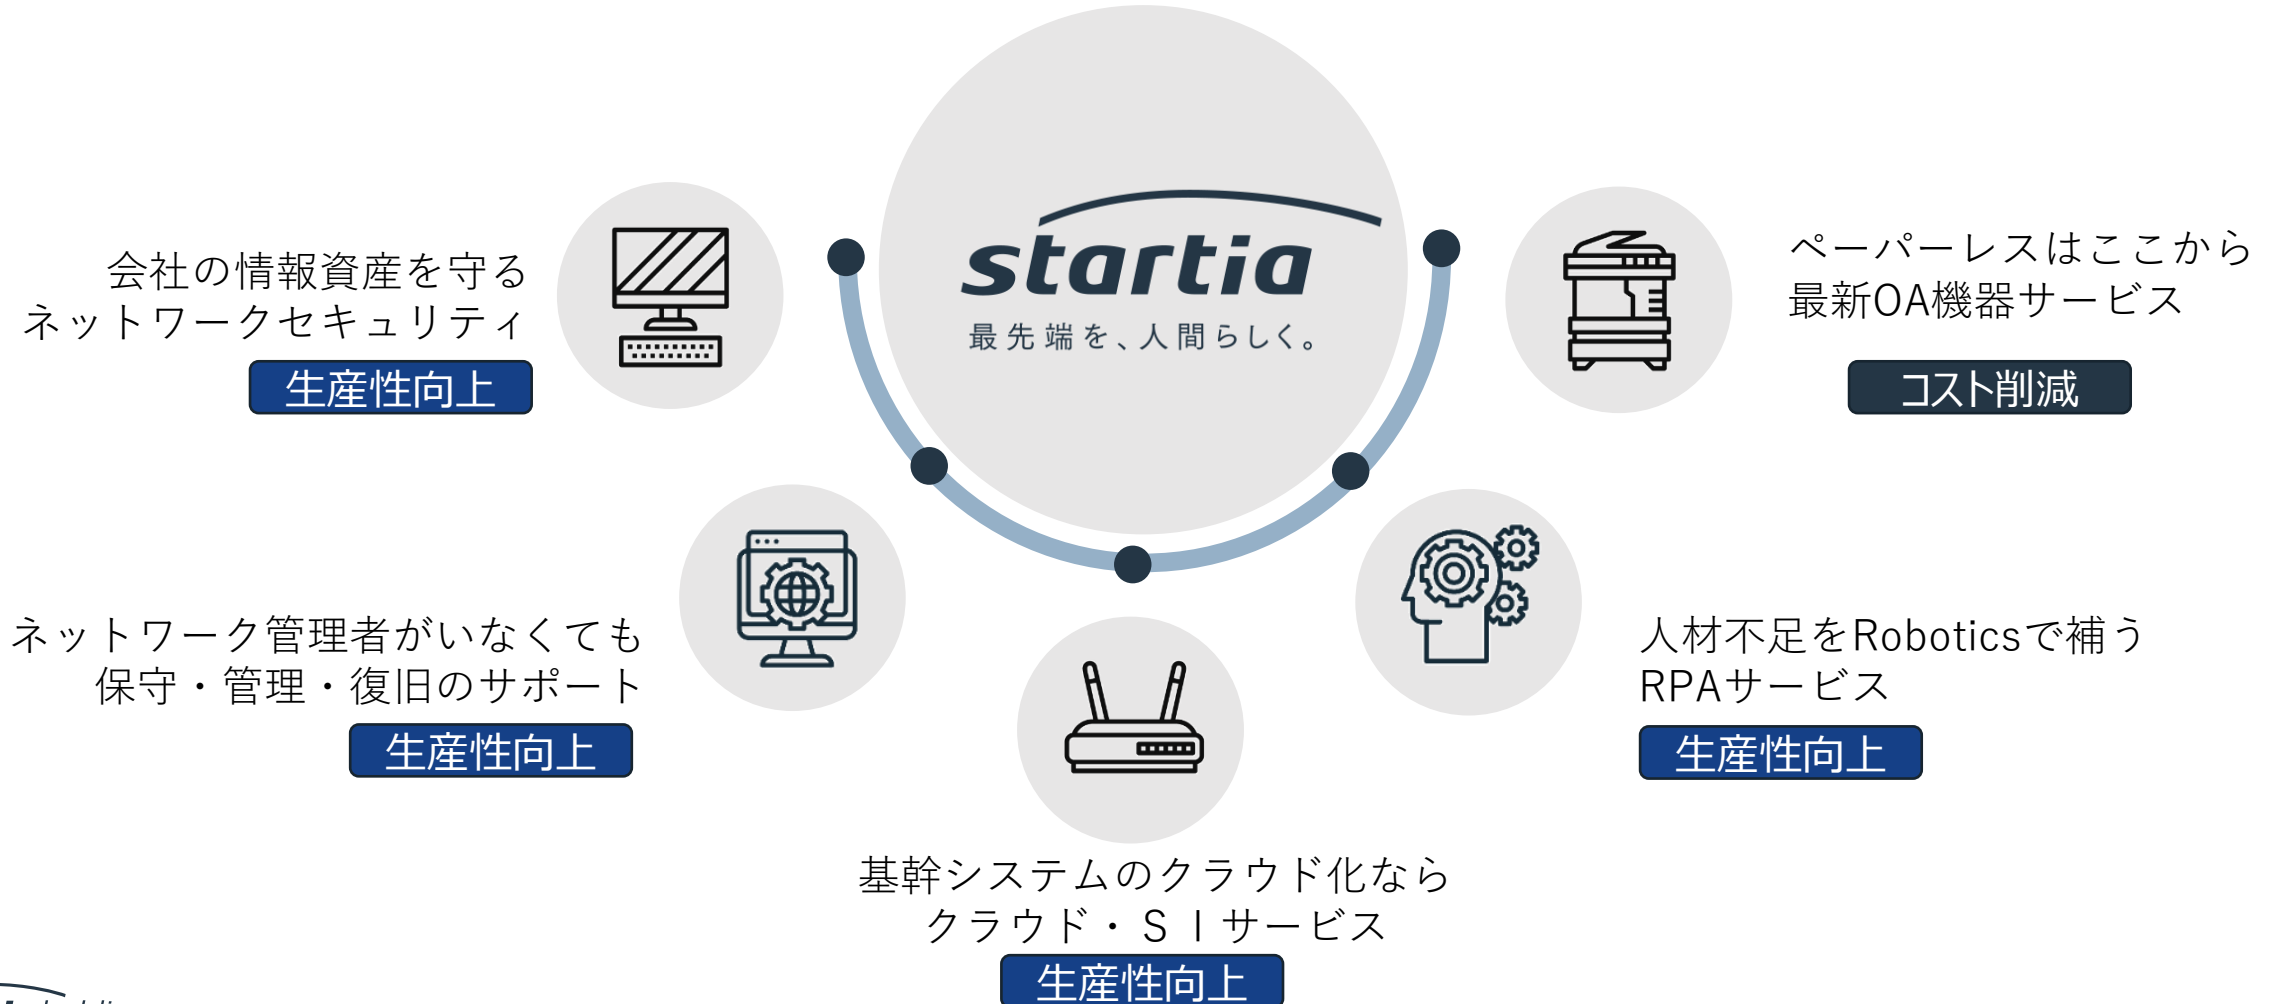 startia
最先端を、人間らしく。
会社の情報資産を守る
ネットワークセキュリティ
生産性向上
ネットワーク管理者がいなくても
保守・管理・復旧のサポート
生産性向上
基幹システムのクラウド化なら
クラウド・ＳＩサービス
生産性向上
人材不足をRoboticsで補う
RPAサービス
生産性向上
ペーパーレスはここから
最新OA機器サービス
コスト削減